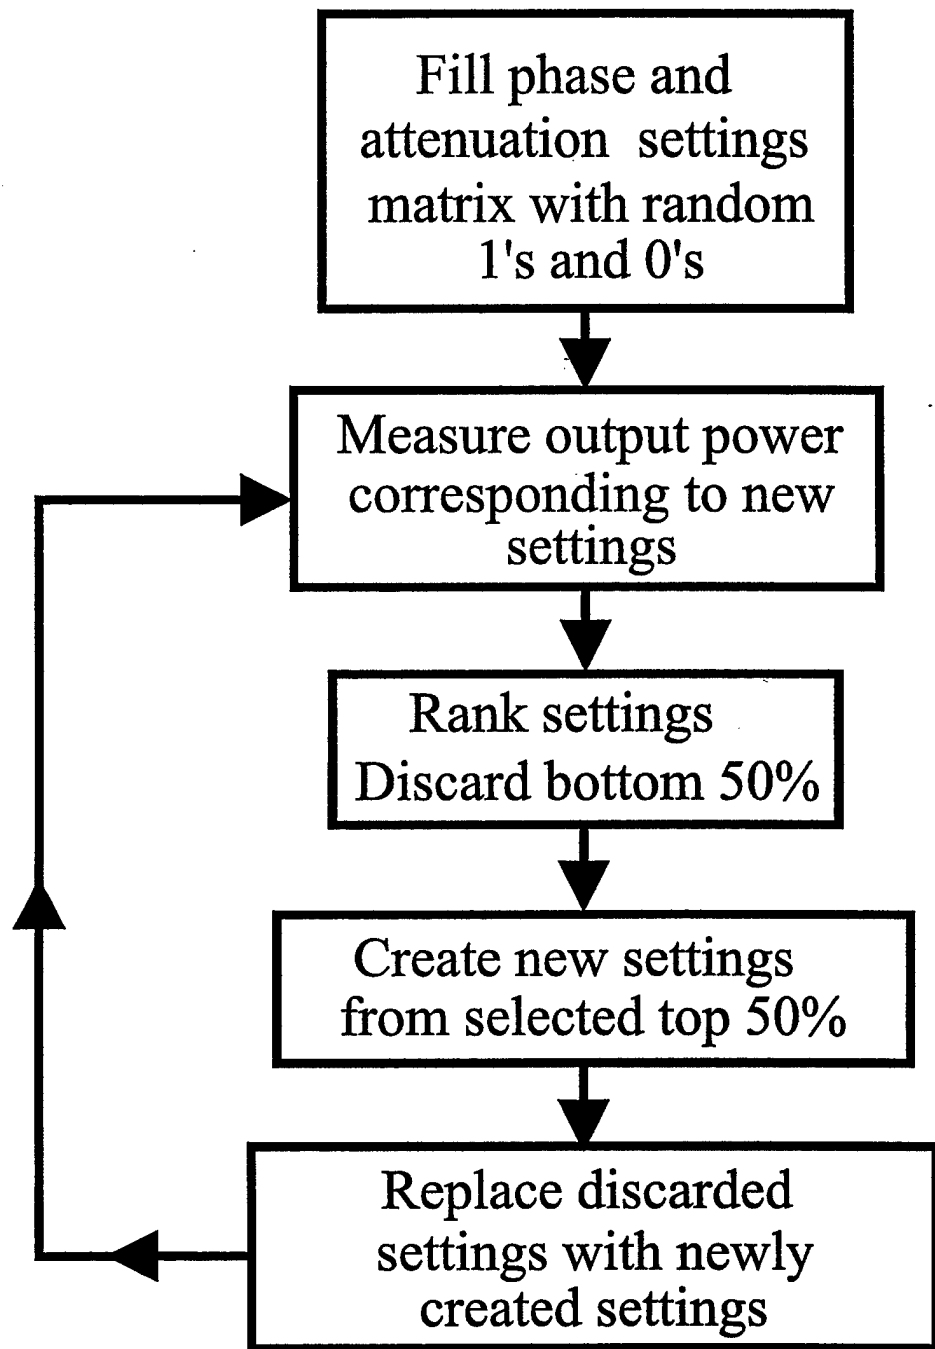 Fill phase and
attenuation settings
matrix with random
1's and 0's
Measure output power
corresponding to new
settings
Rank settings
Discard bottom 50%
Create new settings
from selected top 50%
Replace discarded
settings with newly
created settings